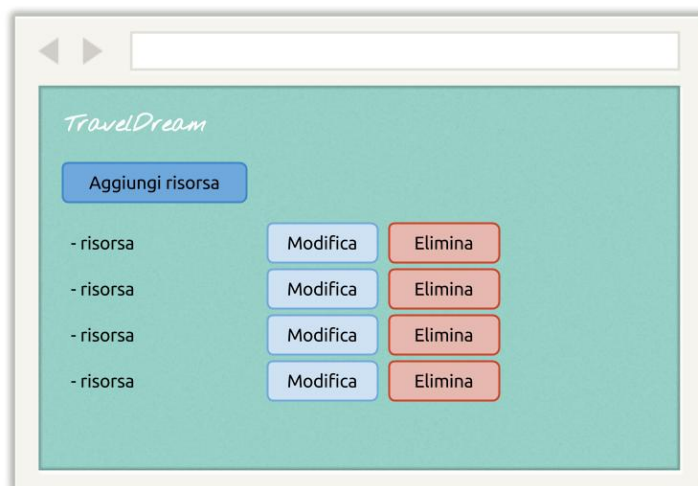 TravelDream
Aggiungi risorsa
- risorsa Modifica Elimina
- risorsa Modifica Elimina
- risorsa Modifica Elimina
- risorsa Modifica Elimina